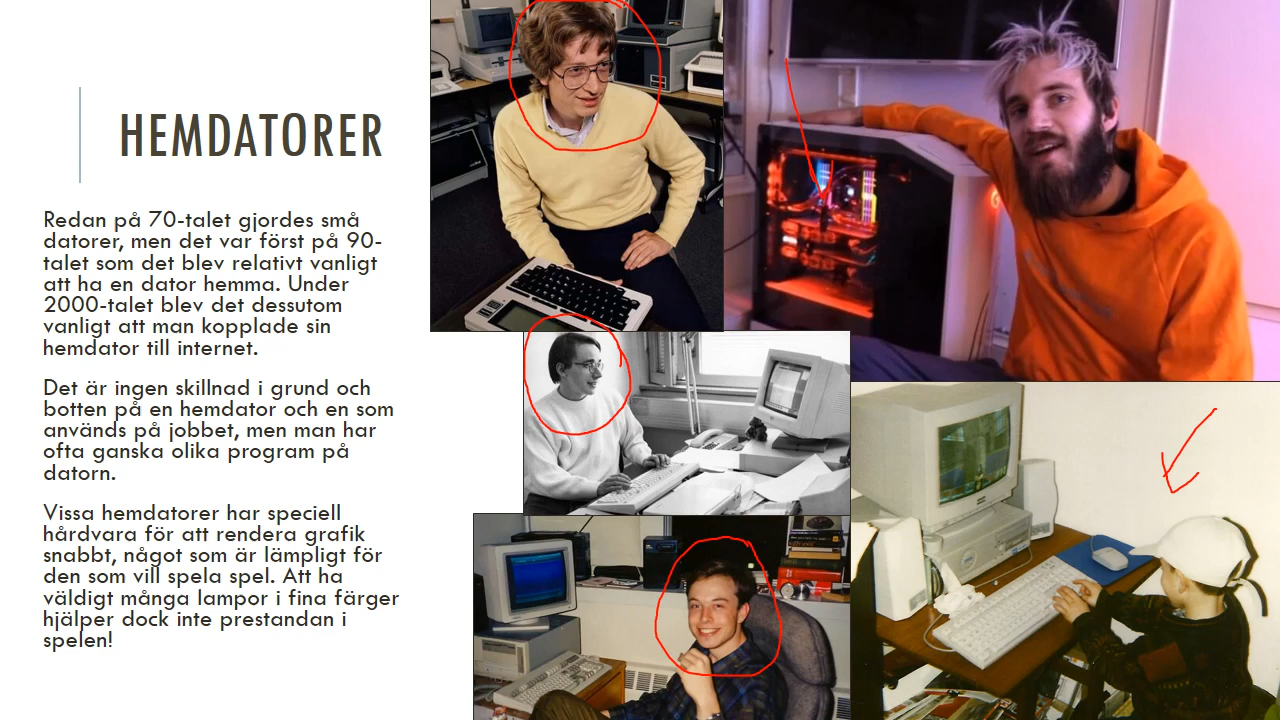 HEMDATORER
Redan på 70-talet gjordes små
datorer, men det var först på 90-
talet som det blev relativt vanligt
att ha en dator hemma. Under
2000-talet blev det dessutom
vanligt att man kopplade sin
hemdator till internet.
Det är ingen skillnad i grund och
botten på en hemdator och en som
används på jobbet, men man har
ofta ganska olika program på
datorn.
Vissa hemdatorer har speciell
hårdvara för att rendera grafik
snabbt, något som är lämpligt för
den som vill spela spel. Att ha
väldigt många lampor i fina färger
hjälper dock inte prestandan i
spelen!